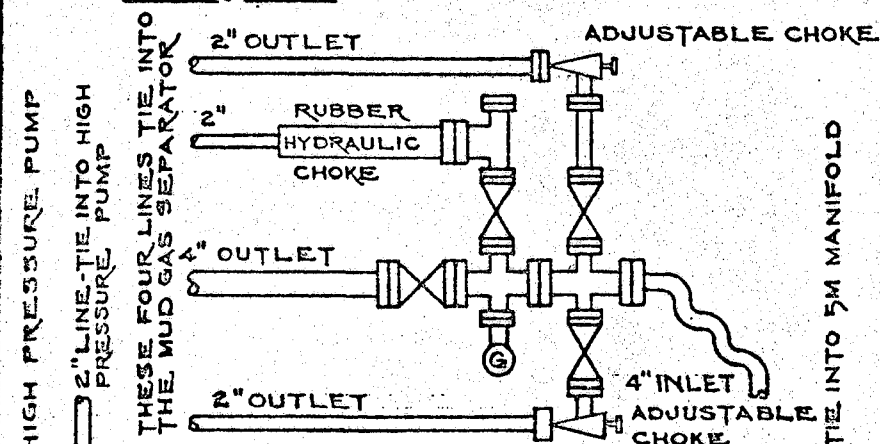 HIGH PRESSURE PUMP
2" LINE-TIE INTO HIGH
PRESSURE PUMP
THESE FOUR LINES TIE INTO
THE MUD GAS SEPARATOR
2" OUTLET
ADJUSTABLE CHOKE
2"
RUBBER
HYDRAULIC
CHOKE
4" OUTLET
G
2" OUTLET
4" INLET
ADJUSTABLE
CHOKE
TIE INTO 5M MANIFOLD